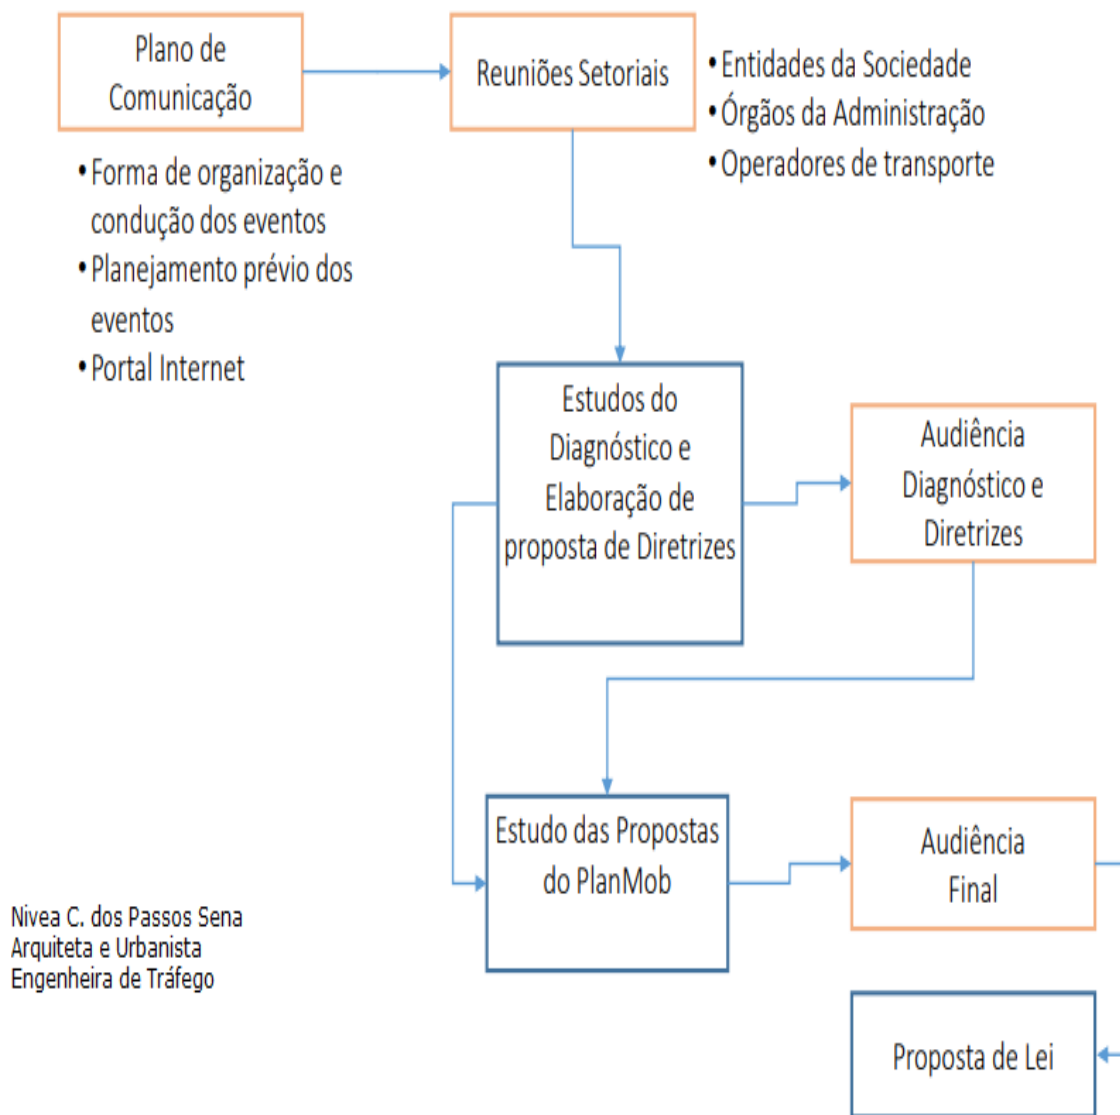 Plano de
Comunicação
Reuniões Setoriais
• Entidades da Sociedade
• Órgãos da Administração
• Operadores de transporte
• Forma de organização e
condução dos eventos
• Planejamento prévio dos
eventos
• Portal Internet
Estudos do
Diagnóstico e
Elaboração de
proposta de Diretrizes
Audiência
Diagnóstico e
Diretrizes
Estudo das Propostas
do PlanMob
Audiência
Final
Nivea C. dos Passos Sena
Arquiteta e Urbanista
Engenheira de Tráfego
Proposta de Lei